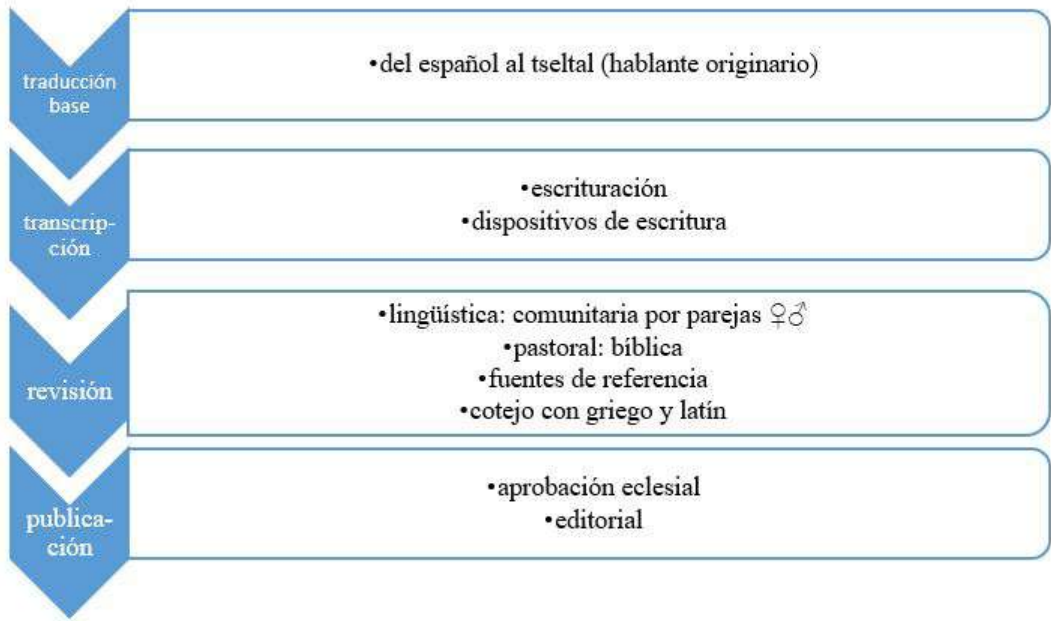 traducción
base
•del español al tseltal (hablante originario)
transcrip-
ción
•escrituración
•dispositivos de escritura
revisión
•lingüística: comunitaria por parejas ♀♂
•pastoral: bíblica
•fuentes de referencia
•cotejo con griego y latín
publica-
ción
•aprobación eclesial
•editorial